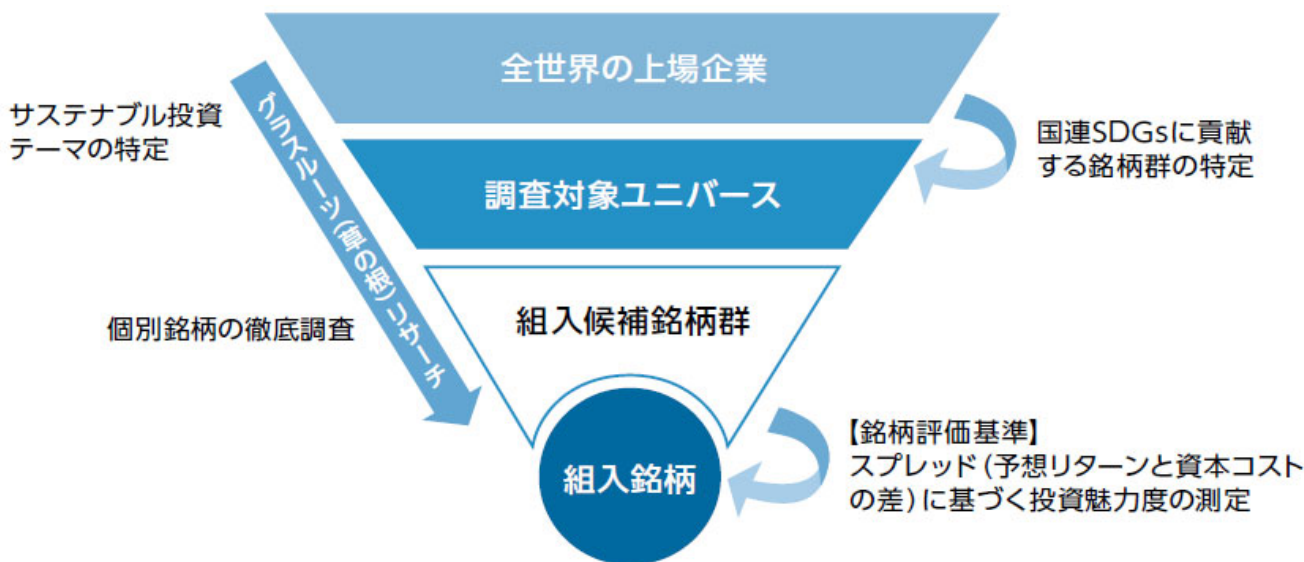 全世界の上場企業
サステナブル投資
テーマの特定
グラスルーツ(草の根)リサーチ
国連SDGsに貢献
する銘柄群の特定
調査対象ユニバース
組入候補銘柄群
個別銘柄の徹底調査
組入銘柄
【銘柄評価基準】
スプレッド(予想リターンと資本コスト
の差)に基づく投資魅力度の測定